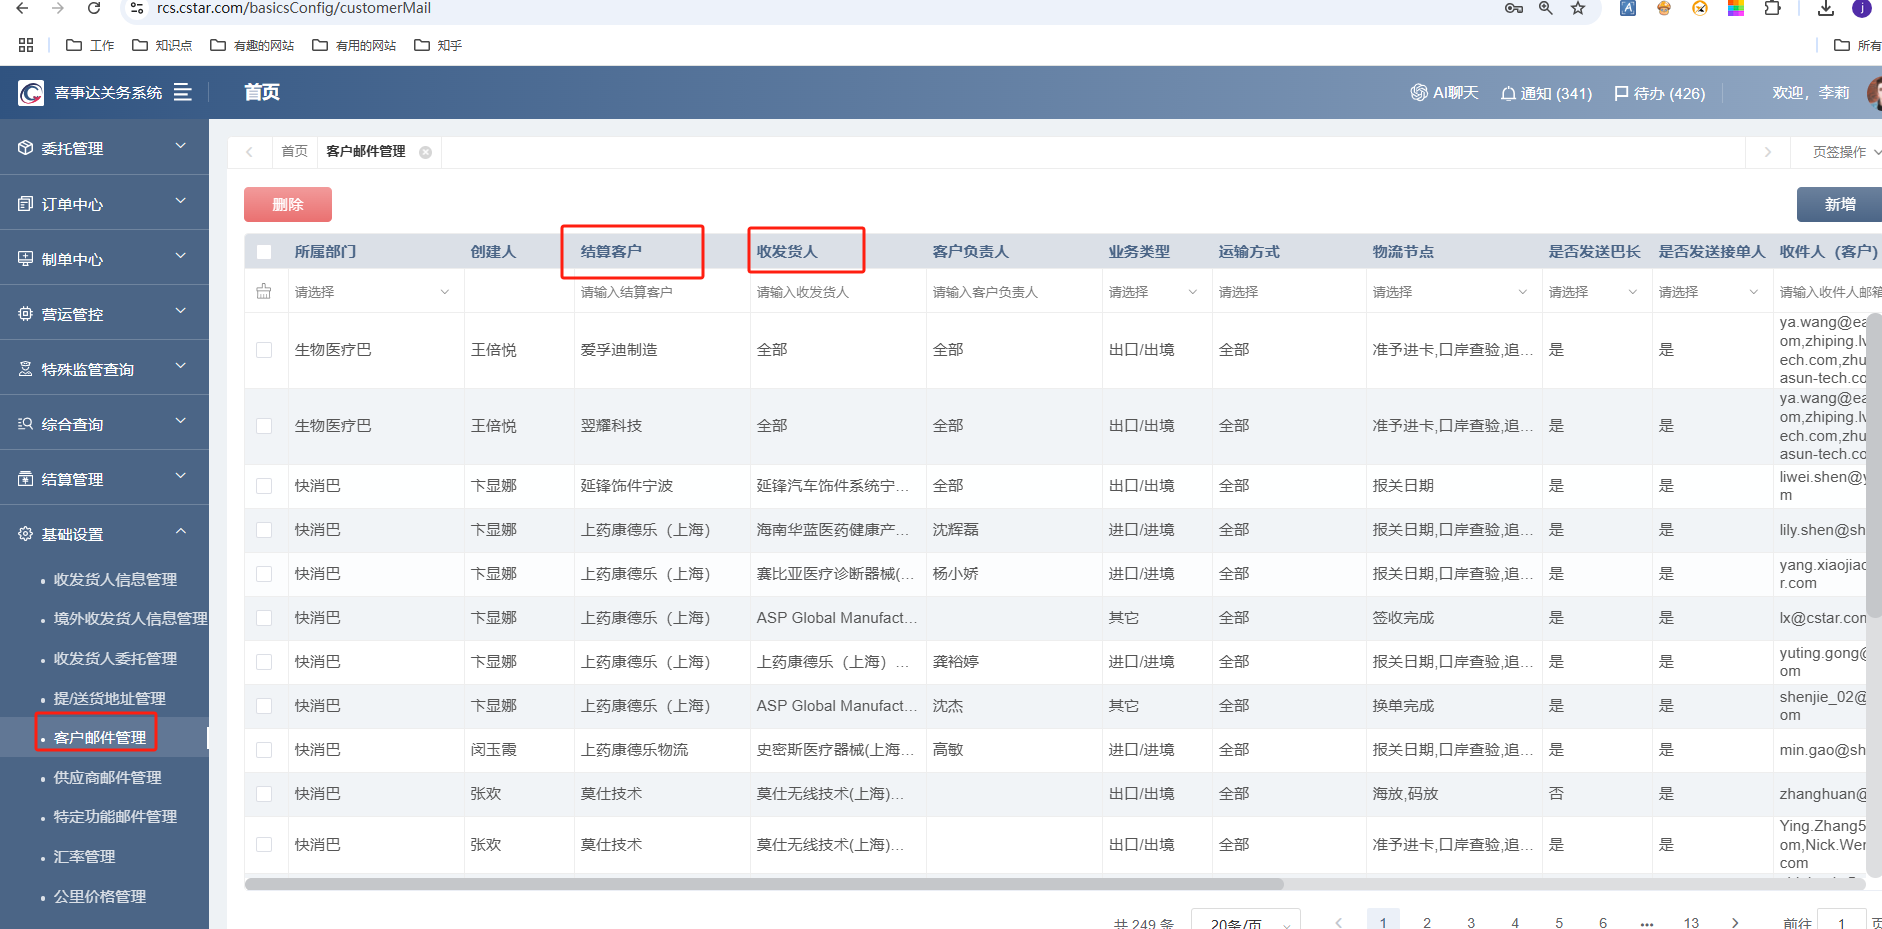 rcs.cstar.com/basicsConfig/customerMail
工作 知识点 有趣的网站 有用的网站 知乎 所有
喜事达关务系统 首页 AI聊天 通知 (341) 待办 (426) 欢迎，李莉
委托管理
订单中心
制单中心
营运管控
特殊监管查询
综合查询
结算管理
基础设置
收发货人信息管理
境外收发货人信息管理
收发货人委托管理
提/送货地址管理
客户邮件管理
供应商邮件管理
特定功能邮件管理
汇率管理
公里价格管理
首页 客户邮件管理 页签操作
删除 新增
所属部门 创建人 结算客户 收发货人 客户负责人 业务类型 运输方式 物流节点 是否发送巴长 是否发送接单人 收件人（客户)
请选择 请输入结算客户 请输入收发货人 请输入客户负责人 请选择 请选择 请选择 请选择 请选择 请输入收件人邮箱
生物医疗巴 王倍悦 爱孚迪制造 全部 全部 出口/出境 全部 准予进卡,口岸查验,追... 是 是 ya.wang@ea
om,zhiping.lv
ech.com,zhu
asun-tech.co
生物医疗巴 王倍悦 翌耀科技 全部 全部 出口/出境 全部 准予进卡,口岸查验,追... 是 是 ya.wang@ea
om,zhiping.lv
ech.com,zhu
asun-tech.co
快消巴 卞显娜 延锋饰件宁波 延锋汽车饰件系统宁... 全部 出口/出境 全部 报关日期 是 是 liwei.shen@y
m
快消巴 卞显娜 上药康德乐（上海） 海南华蓝医药健康产... 沈辉磊 进口/进境 全部 报关日期,口岸查验,追... 是 是 lily.shen@sh
快消巴 卞显娜 上药康德乐（上海） 赛比亚医疗诊断器械(... 杨小娇 进口/进境 全部 报关日期,口岸查验,追... 是 是 yang.xiaojiao
r.com
快消巴 卞显娜 上药康德乐（上海） ASP Global Manufact... 其它 全部 签收完成 是 是 lx@cstar.com
快消巴 卞显娜 上药康德乐（上海） 上药康德乐（上海）... 龚裕婷 进口/进境 全部 报关日期,口岸查验,追... 是 是 yuting.gong@
om
快消巴 卞显娜 上药康德乐（上海） ASP Global Manufact... 沈杰 其它 全部 换单完成 是 是 shenjie_02@
om
快消巴 闵玉霞 上药康德乐物流 史密斯医疗器械(上海... 高敏 进口/进境 全部 报关日期,口岸查验,追... 是 是 min.gao@sh
快消巴 张欢 莫仕技术 莫仕无线技术(上海)... 出口/出境 全部 海放,码放 否 是 zhanghuan@
快消巴 张欢 莫仕技术 莫仕无线技术(上海)... 出口/出境 全部 准予进卡,口岸查验,追... 是 是 Ying.Zhang5
om,Nick.Wer
com
共 249 条 20条/页 1 2 3 4 5 6 ... 13 前往 1 页